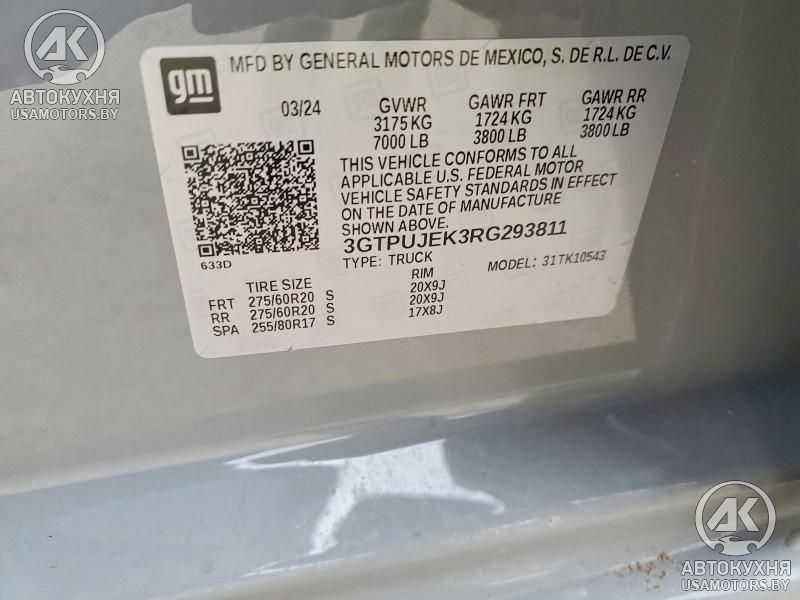 AK
АВТОКУХНЯ
USAMOTORS.BY
gm
MFD BY GENERAL MOTORS DE MEXICO, S. DE R.L. DE C.V.
03/24 GVWR GAWR FRT GAWR RR
3175 KG 1724 KG 1724 KG
7000 LB 3800 LB 3800 LB
THIS VEHICLE CONFORMS TO ALL
APPLICABLE U.S. FEDERAL MOTOR
VEHICLE SAFETY STANDARDS IN EFFECT
ON THE DATE OF MANUFACTURE
SHOWN ABOVE.
3GTPUJEK3RG293811
633D
TYPE: TRUCK MODEL: 31TK10543
TIRE SIZE RIM
FRT 275/60R20 S 20X9J
RR 275/60R20 S 20X9J
SPA 255/80R17 S 17X8J
AK
АВТОКУХНЯ
USAMOTORS.BY